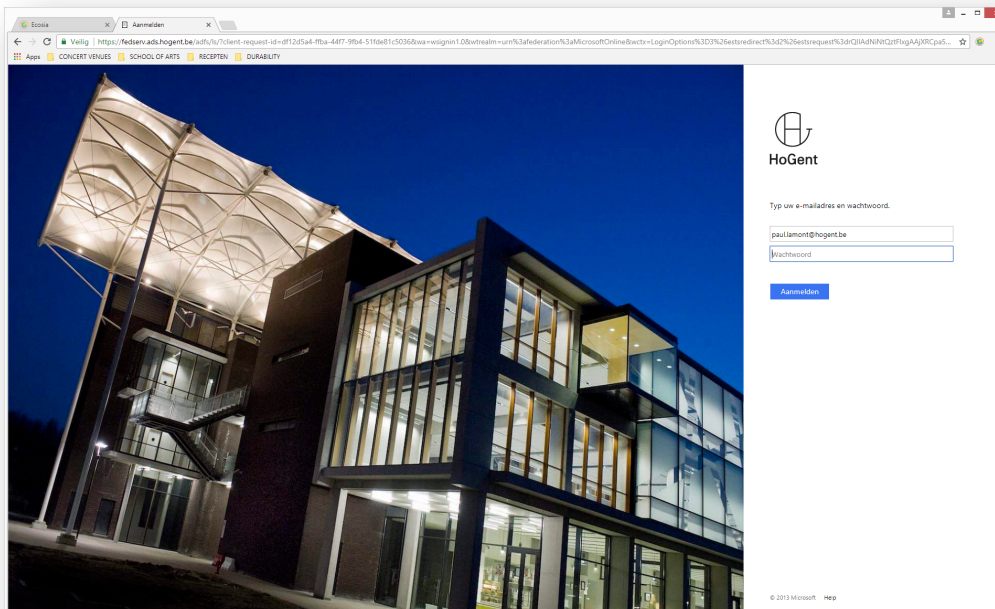 Ecosia
Aanmelden
Veilig | https://fedserv.ads.hogent.be/adfs/ls/?client-request-id=df12d5a4-ffba-44f7-9fb4-51fde81c5036&wa=wsignin1.0&wtrealm=urn%3afederation%3aMicrosoftOnline&wctx=LoginOptions%3D3%26estsredirect%3d2%26estsrequest%3d
Apps CONCERT VENUES SCHOOL OF ARTS RECEPTEN DURABILITY
HoGent
Typ uw e-mailadres en wachtwoord.
paul.lamont@hogent.be
Wachtwoord
Aanmelden
© 2013 Microsoft Help